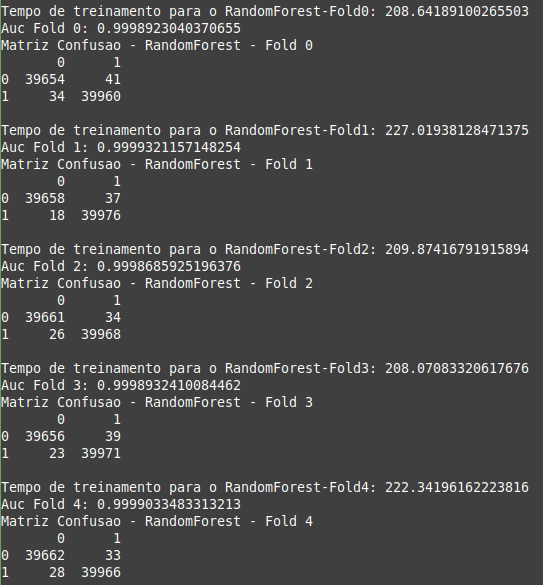 Tempo de treinamento para o RandomForest-Fold0: 208.64189100265503
Auc Fold 0: 0.9998923040370655
Matriz Confusao - RandomForest - Fold 0
       0      1
0  39654     41
1     34  39960

Tempo de treinamento para o RandomForest-Fold1: 227.01938128471375
Auc Fold 1: 0.9999321157148254
Matriz Confusao - RandomForest - Fold 1
       0      1
0  39658     37
1     18  39976

Tempo de treinamento para o RandomForest-Fold2: 209.87416791915894
Auc Fold 2: 0.9998685925196376
Matriz Confusao - RandomForest - Fold 2
       0      1
0  39661     34
1     26  39968

Tempo de treinamento para o RandomForest-Fold3: 208.07083320617676
Auc Fold 3: 0.9998932410084462
Matriz Confusao - RandomForest - Fold 3
       0      1
0  39656     39
1     23  39971

Tempo de treinamento para o RandomForest-Fold4: 222.34196162223816
Auc Fold 4: 0.9999033483313213
Matriz Confusao - RandomForest - Fold 4
       0      1
0  39662     33
1     28  39966